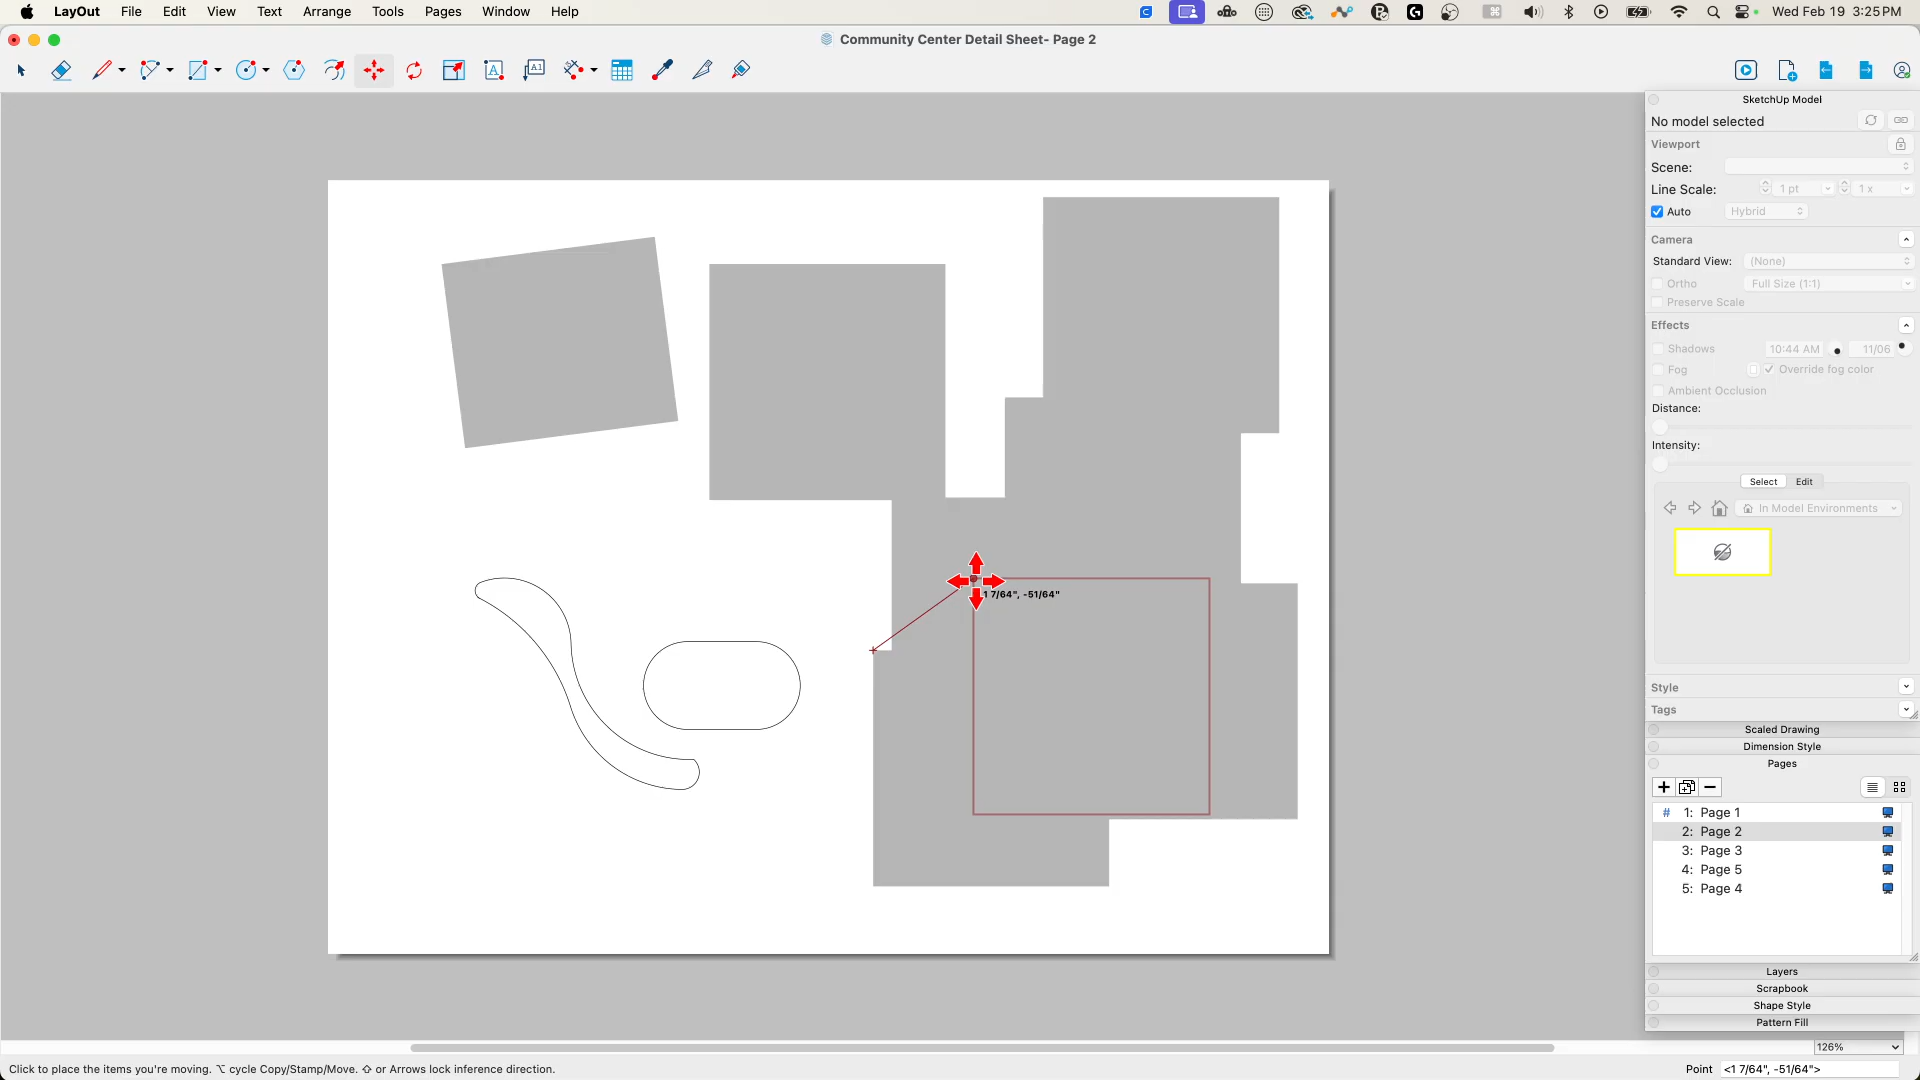 LayOut File Edit View Text Arrange Tools Pages Window Help
Wed Feb 19 3:25 PM
Community Center Detail Sheet- Page 2
SketchUp Model
No model selected
Viewport
Scene:
Line Scale: 1 pt 1 x
Auto Hybrid
Camera
Standard View: (None)
Ortho Full Size (1:1)
Preserve Scale
Effects
Shadows 10:44 AM 11/06
Fog Override fog color
Ambient Occlusion
Distance:
Intensity:
Select Edit
In Model Environments
1 7/64", -51/64"
Style
Tags
Scaled Drawing
Dimension Style
Pages
# 1: Page 1
2: Page 2
3: Page 3
4: Page 5
5: Page 4
Layers
Scrapbook
Shape Style
Pattern Fill
126%
Click to place the items you're moving. ⌥ cycle Copy/Stamp/Move. ⇧ or Arrows lock inference direction.
Point <1 7/64", -51/64">